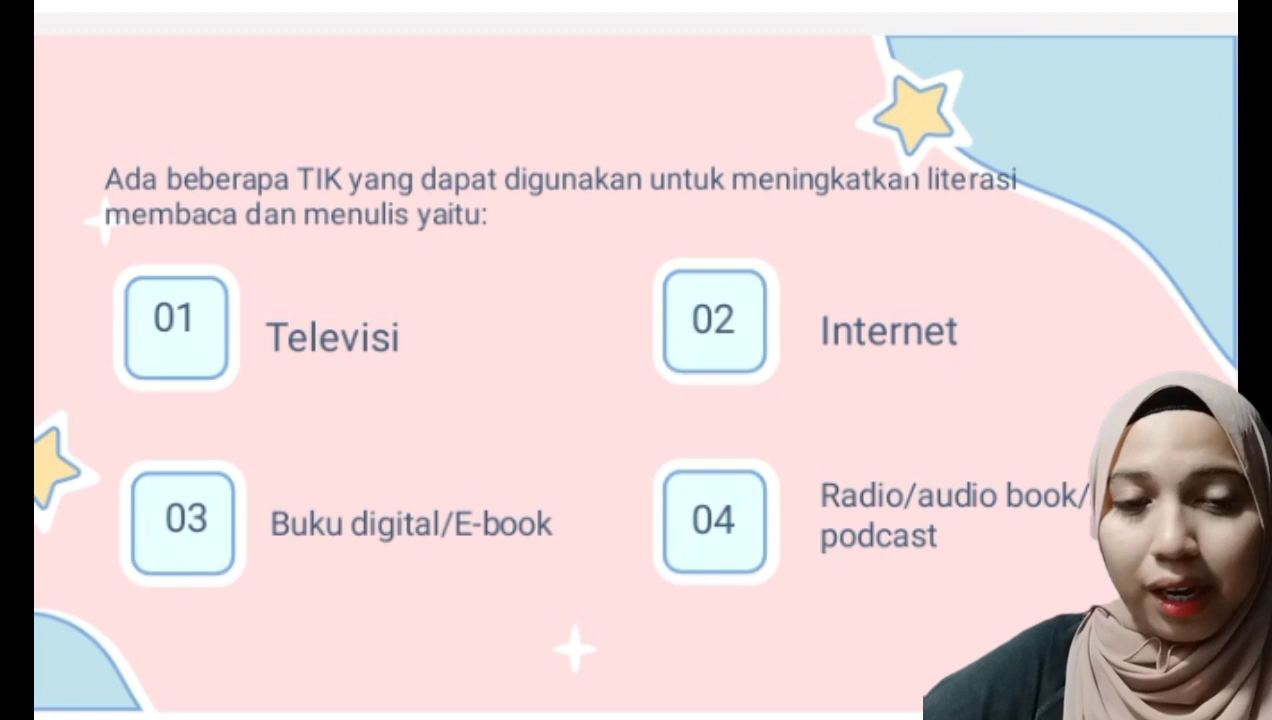 Ada beberapa TIK yang dapat digunakan untuk meningkatkan literasi
membaca dan menulis yaitu:
01
Televisi
02
Internet
03
Buku digital/E-book
04
Radio/audio book/
podcast